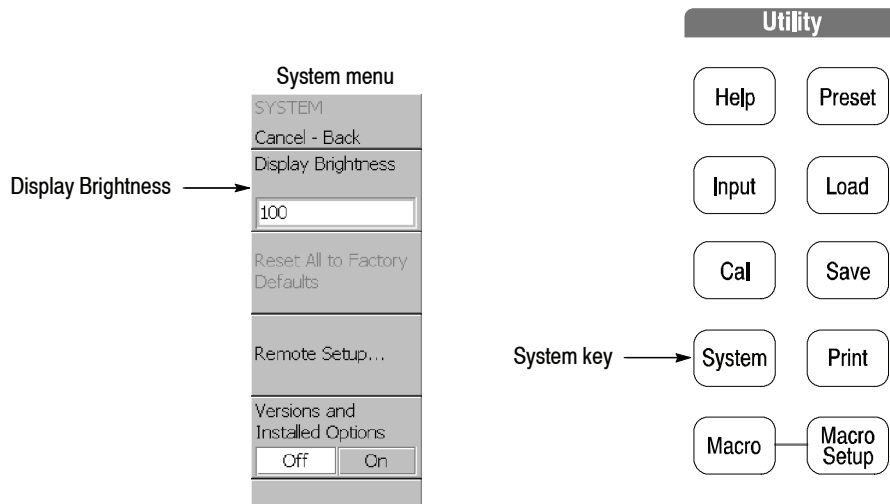 Utility
System menu
SYSTEM
Cancel - Back
Display Brightness
100
Reset All to Factory
Defaults
Remote Setup...
Versions and
Installed Options
Off On
Display Brightness
Help Preset
Input Load
Cal Save
System key
System Print
Macro Macro
Setup